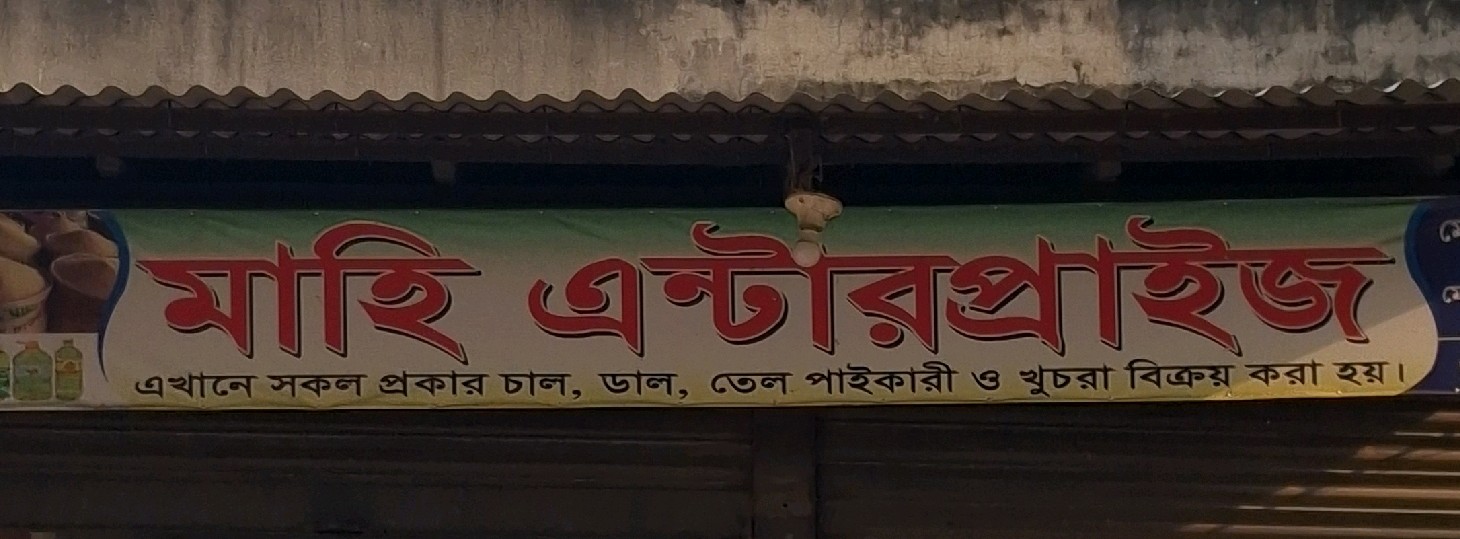 মাহি এন্টারপ্রাইজ
এখানে সকল প্রকার চাল, ডাল, তেল পাইকারী ও খুচরা বিক্রয় করা হয়।